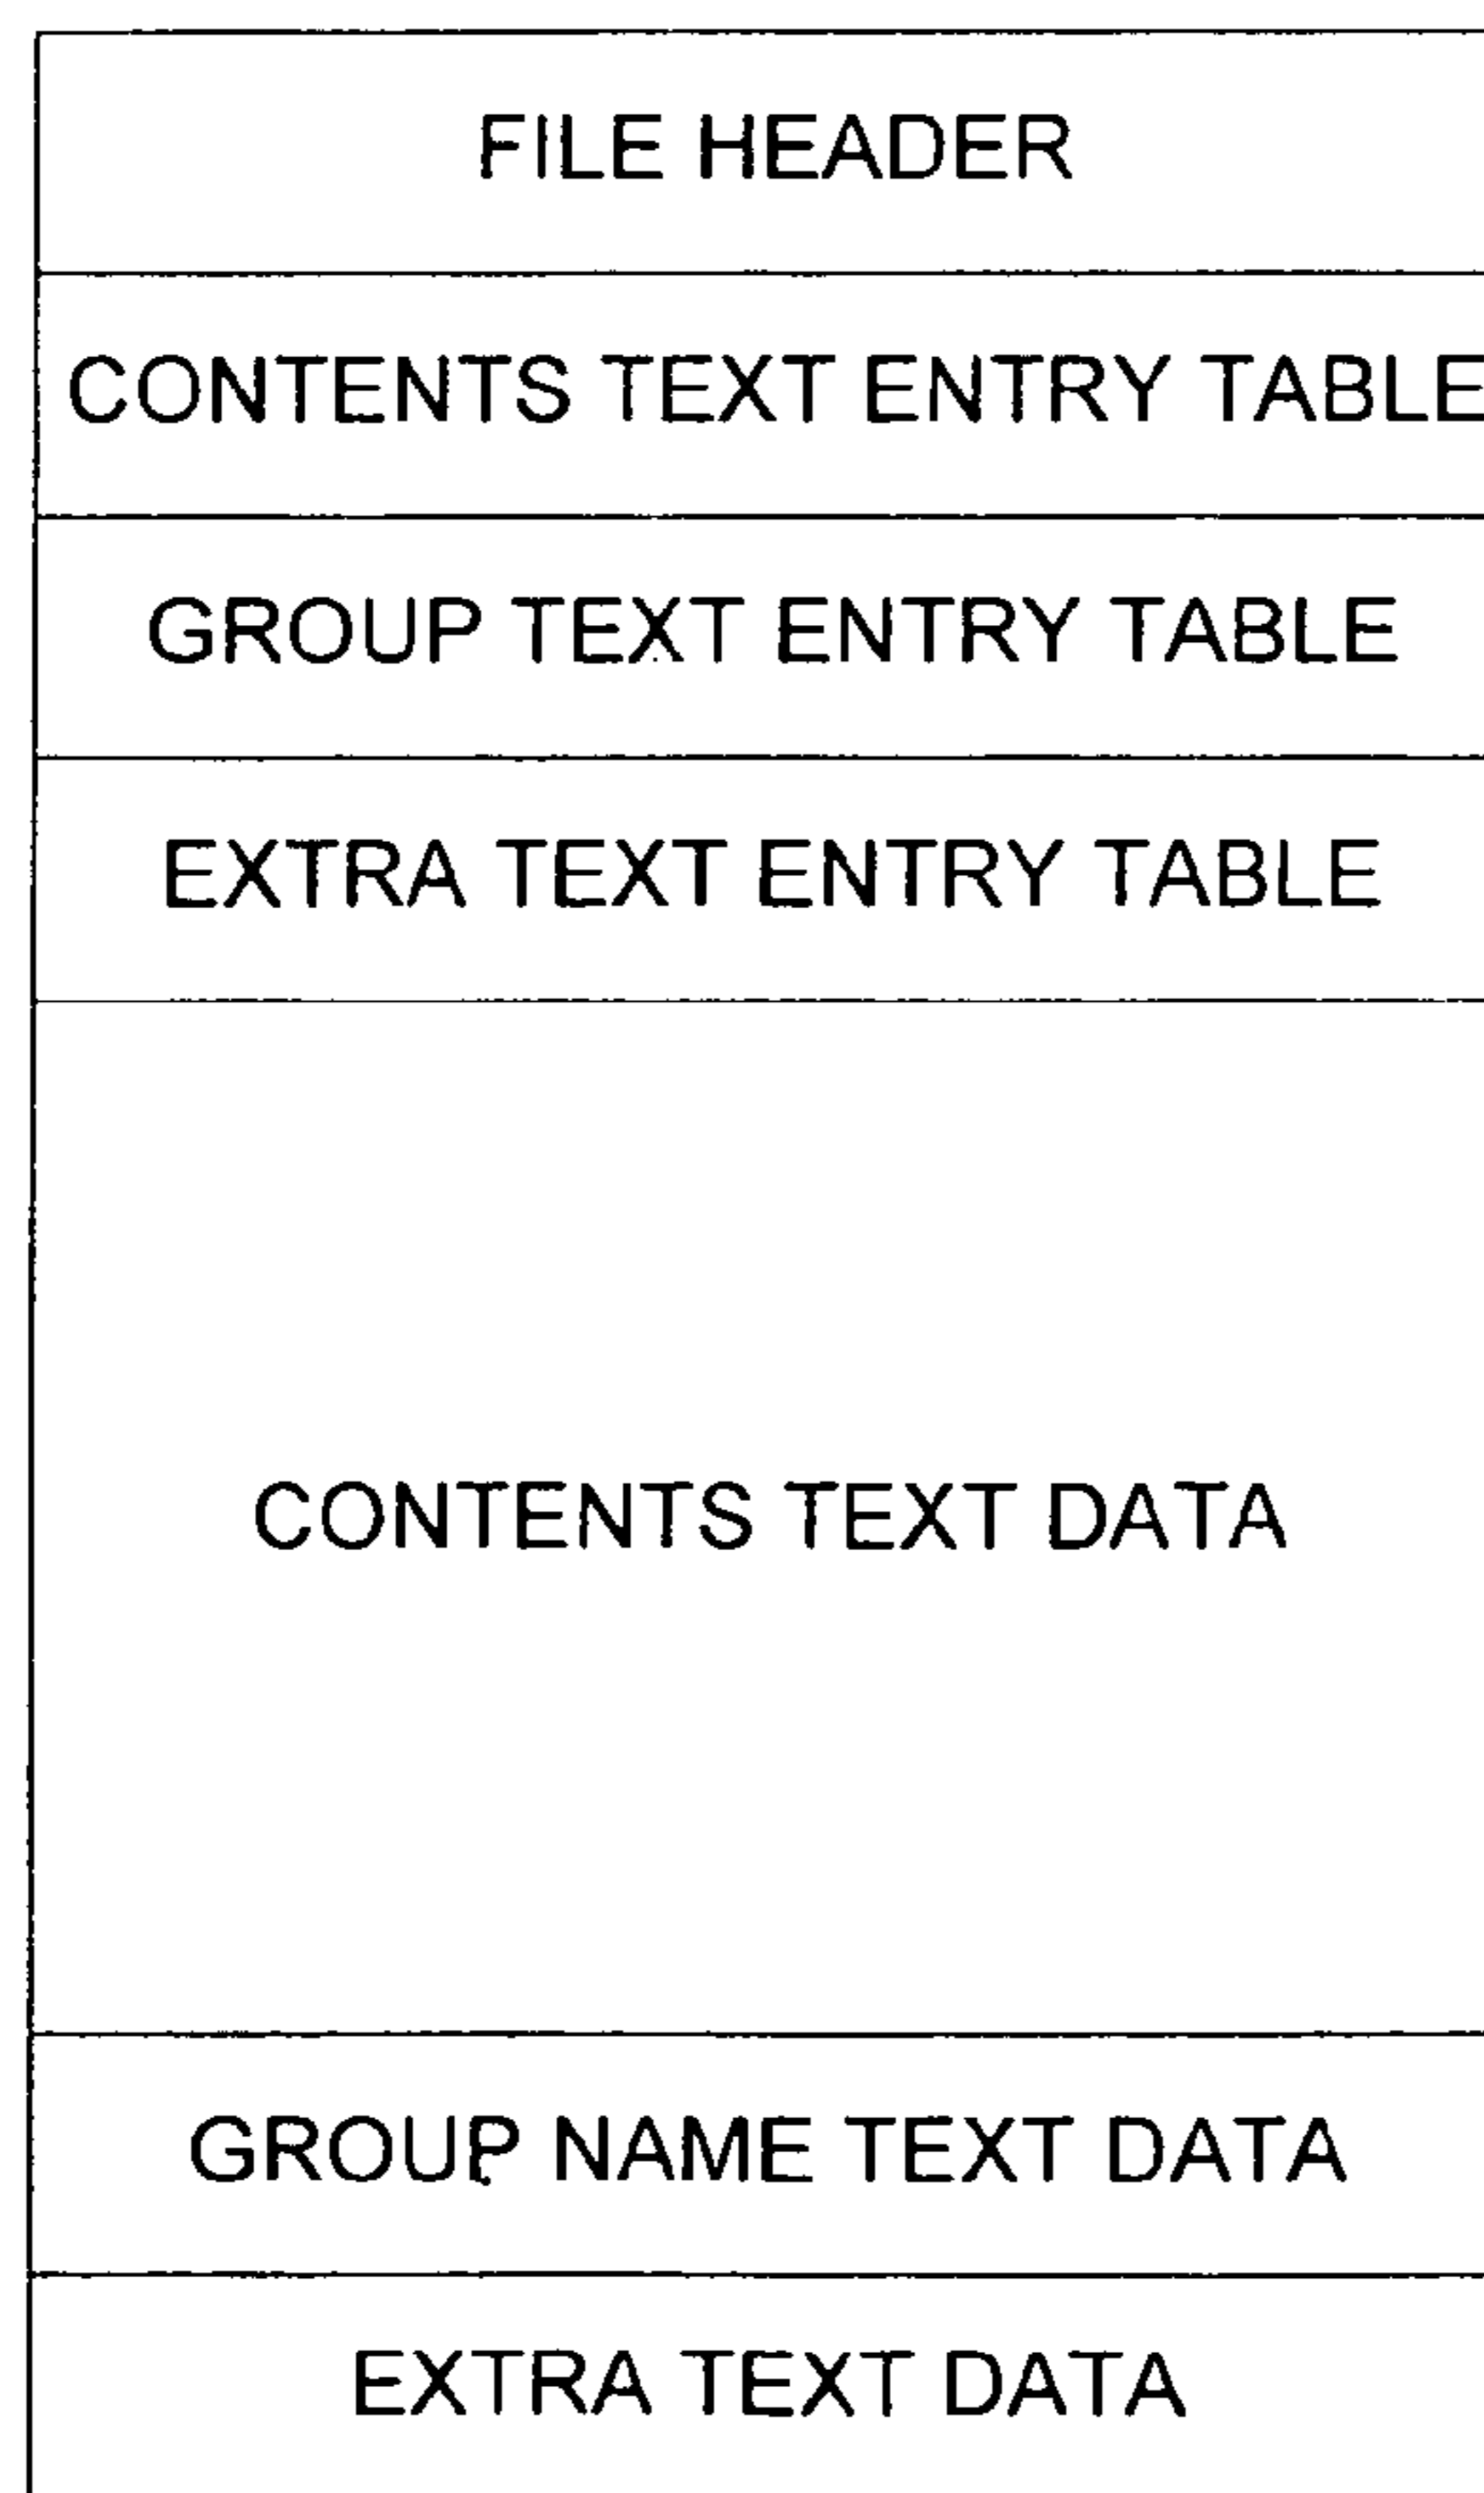 FILE HEADER
CONTENTS TEXT ENTRY TABLE
GROUP TEXT ENTRY TABLE
EXTRA TEXT ENTRY TABLE
CONTENTS TEXT DATA
GROUP NAME TEXT DATA
EXTRA TEXT DATA